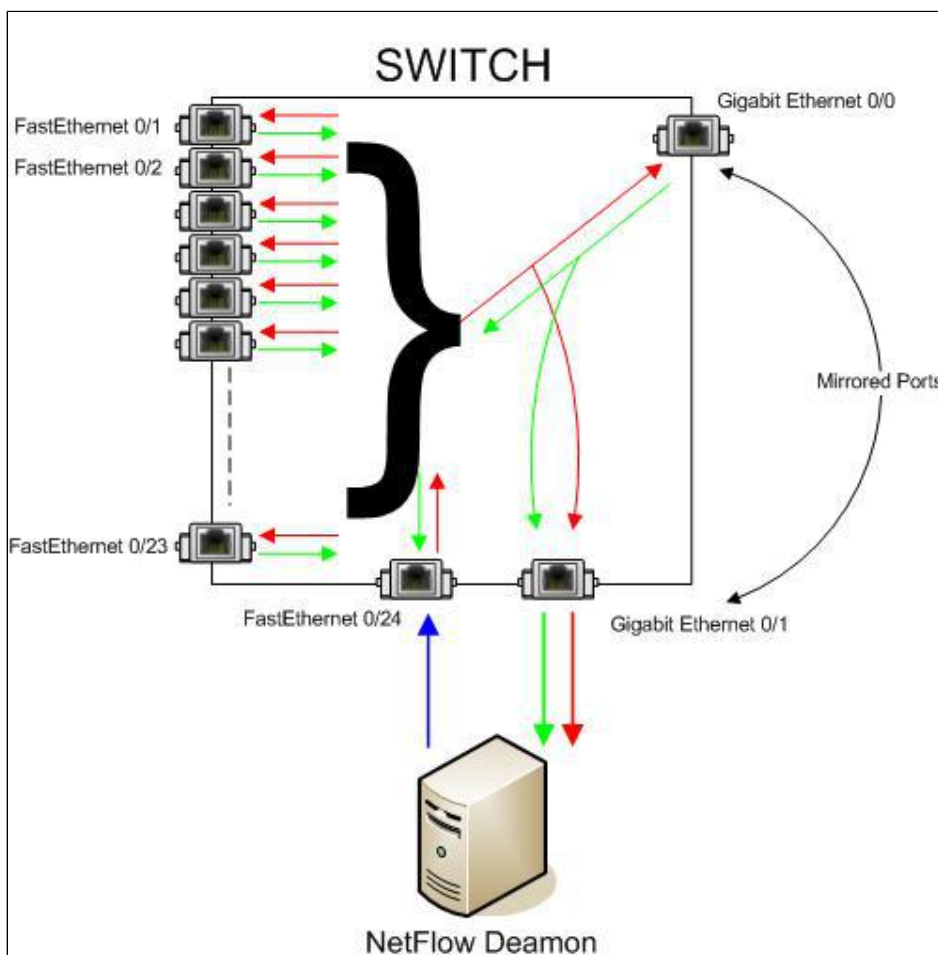 SWITCH
Gigabit Ethernet 0/0
FastEthernet 0/1
FastEthernet 0/2
Mirrored Ports
FastEthernet 0/23
FastEthernet 0/24
Gigabit Ethernet 0/1
NetFlow Deamon